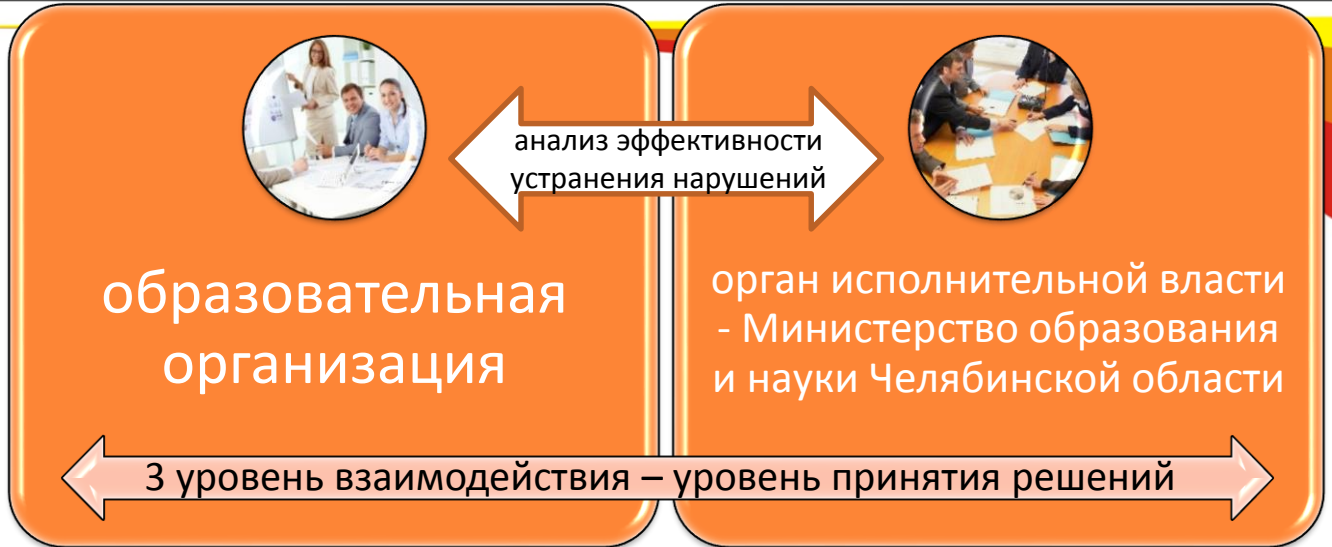 анализ эффективности
устранения нарушений
образовательная
организация
орган исполнительной власти
- Министерство образования
и науки Челябинской области
3 уровень взаимодействия – уровень принятия решений